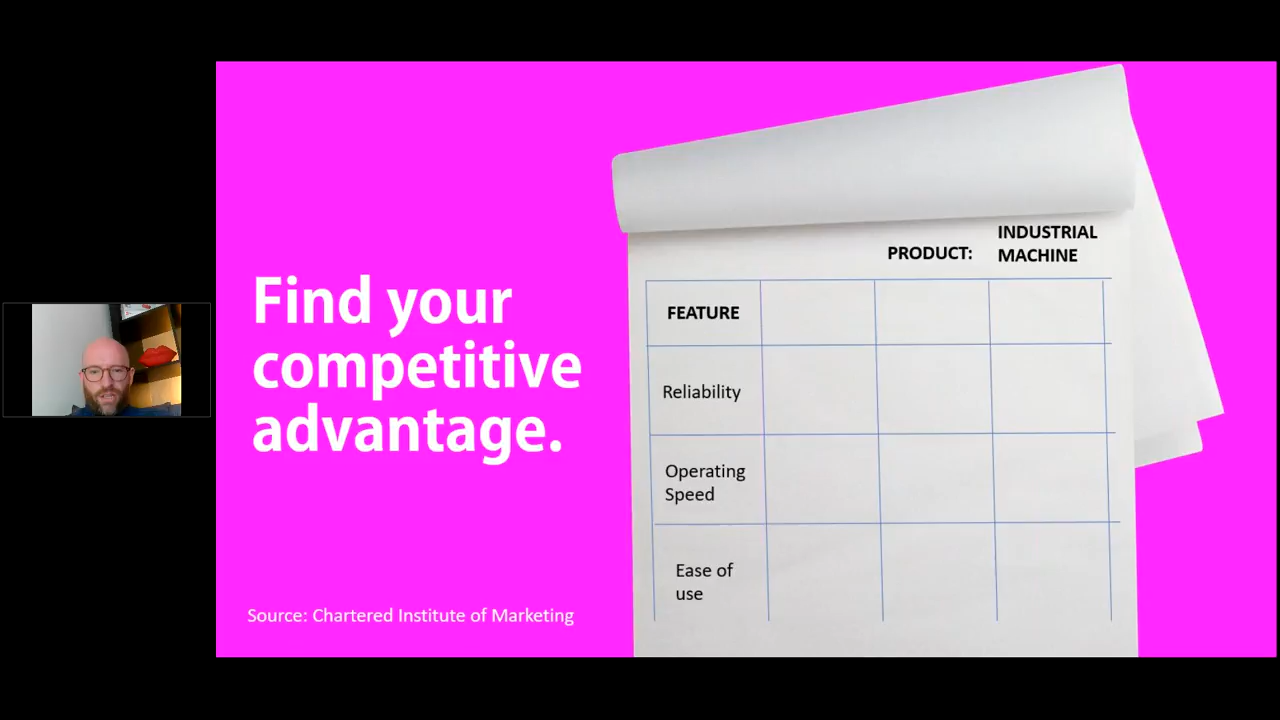 Find your
competitive
advantage.
Source: Chartered Institute of Marketing
PRODUCT:
INDUSTRIAL
MACHINE
FEATURE
Reliability
Operating
Speed
Ease of
use